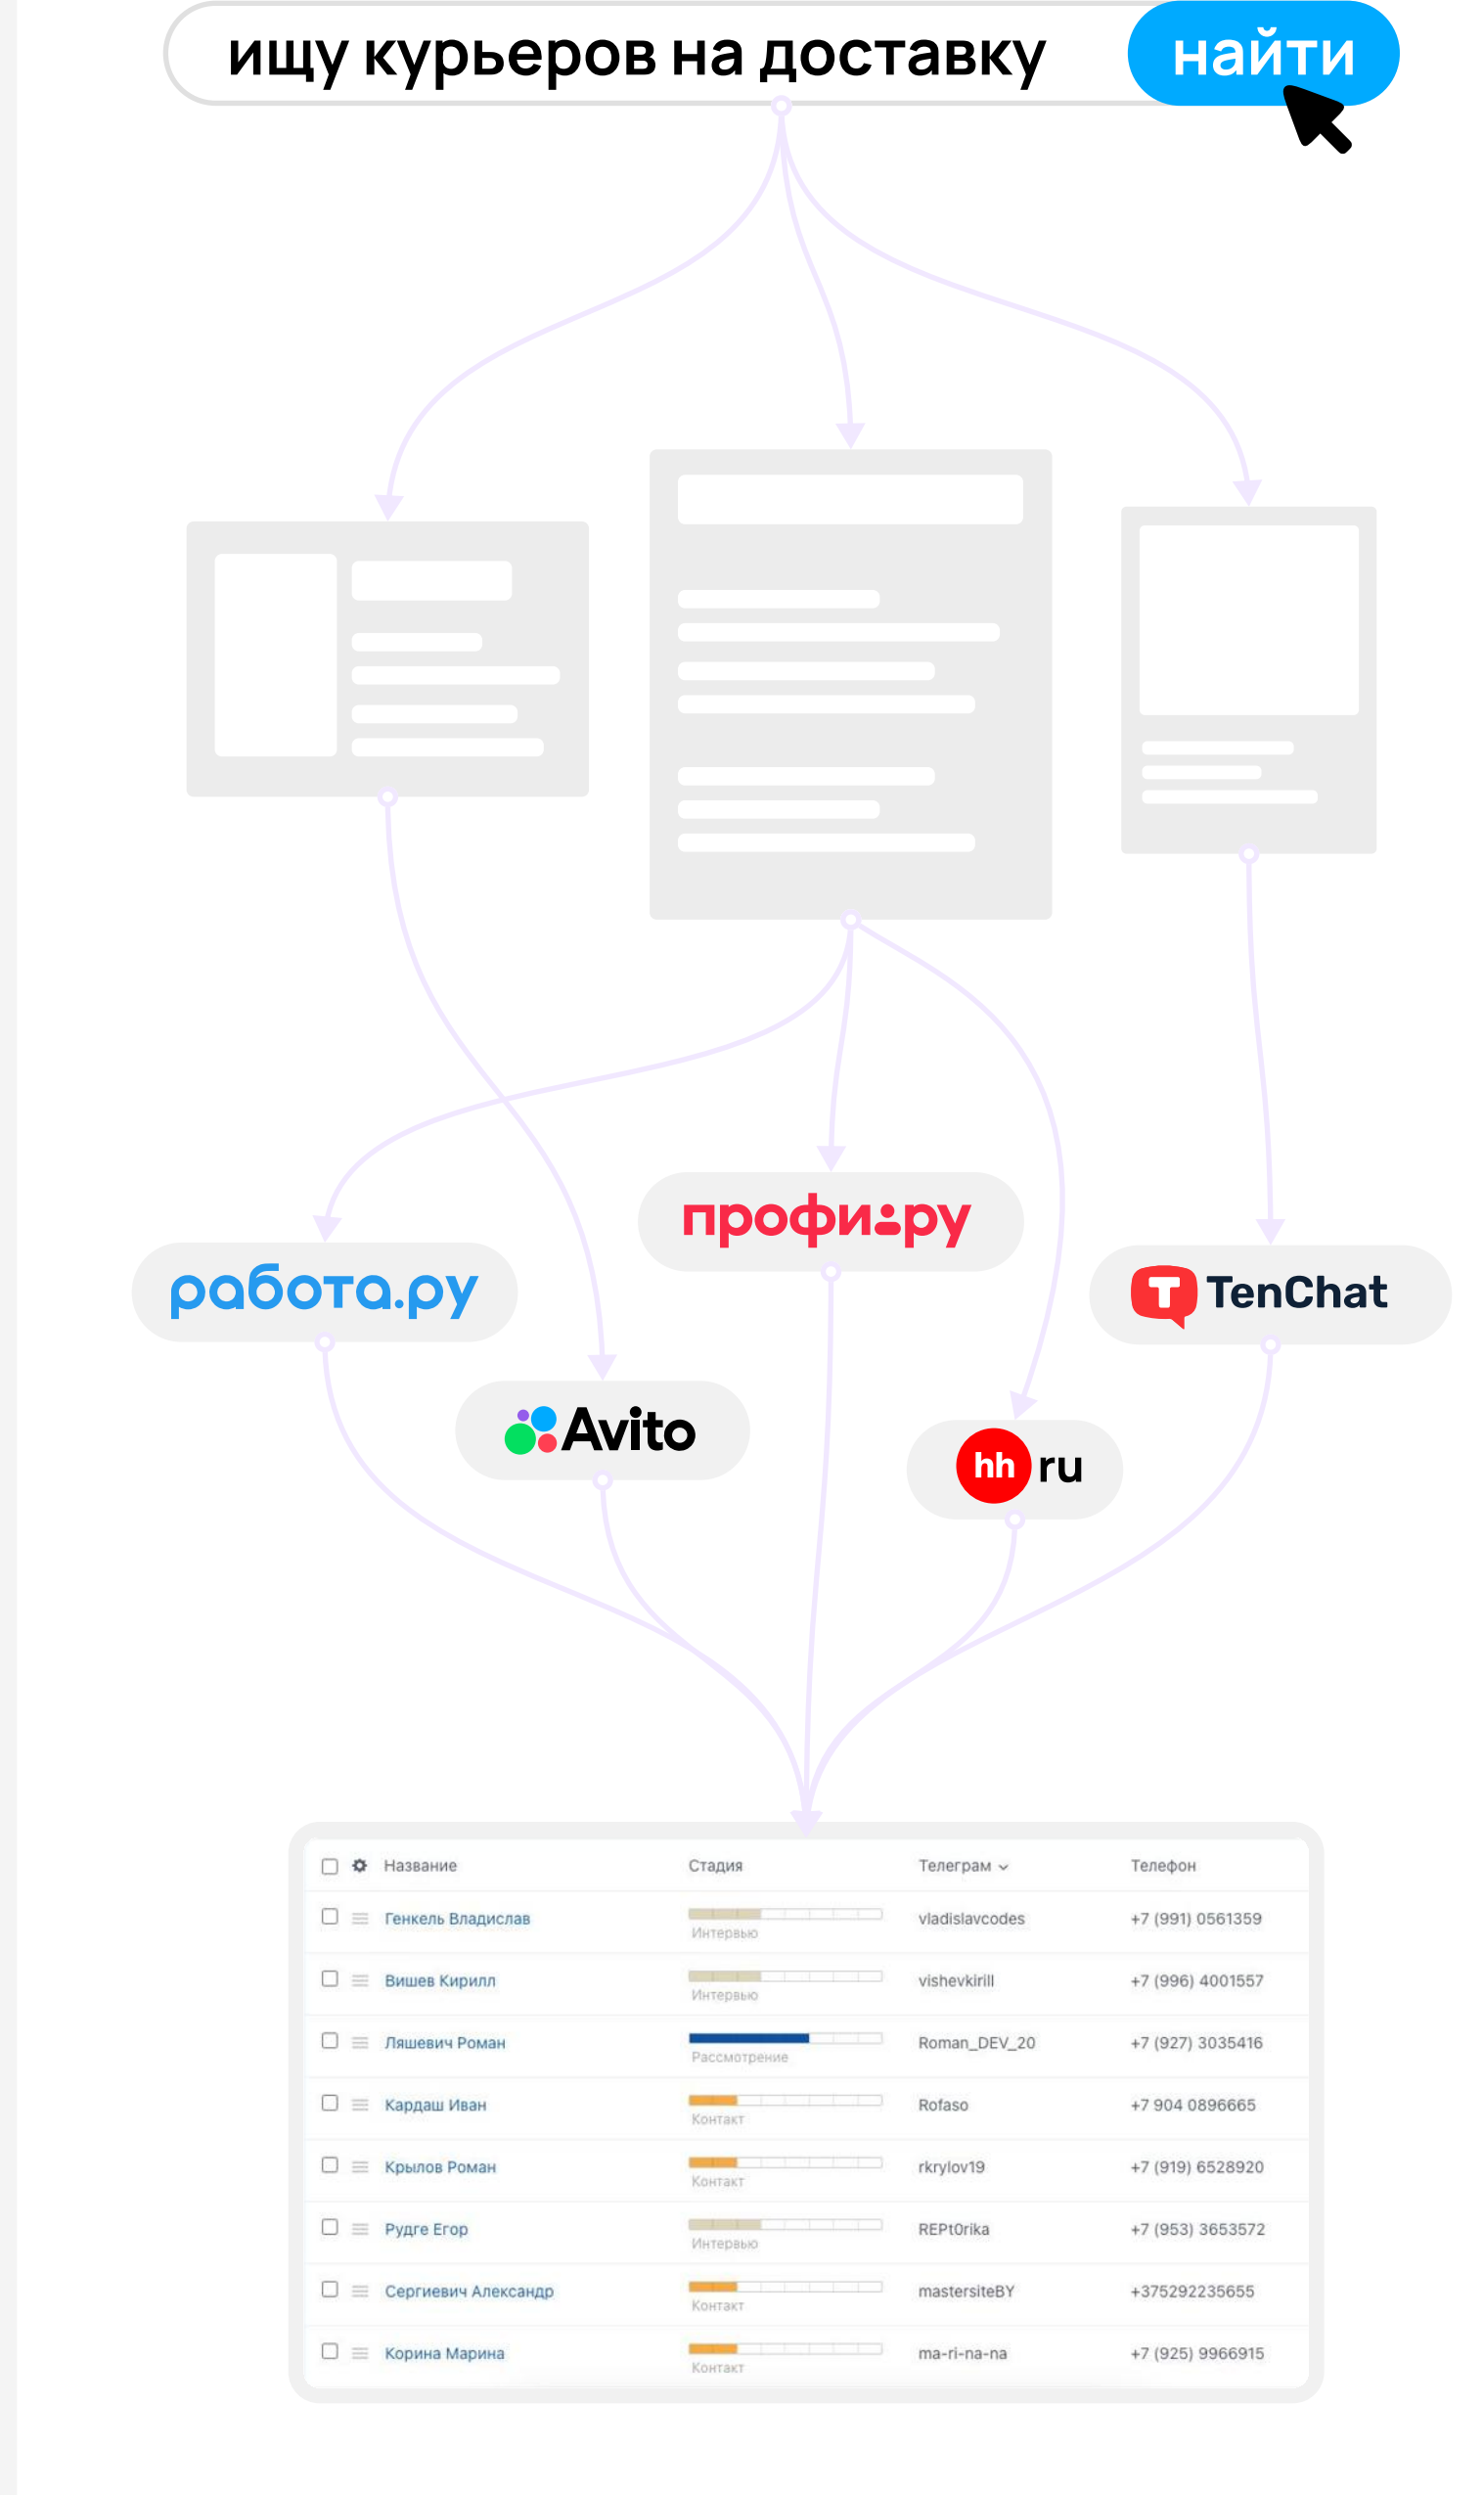 ищу курьеров на доставку найти
профи.ру
работа.ру
TenChat
Avito
hh ru
Название Стадия Телеграм Телефон
Генкель Владислав vladislavcodes +7 (991) 0561359
Интервью
Вишев Кирилл vishevkirill +7 (996) 4001557
Интервью
Ляшевич Роман Roman_DEV_20 +7 (927) 3035416
Рассмотрение
Кардаш Иван Rofaso +7 904 0896665
Контакт
Крылов Роман rkrylov19 +7 (919) 6528920
Контакт
Рудге Егор REPt0rika +7 (953) 3653572
Интервью
Сергиевич Александр mastersiteBY +375292235655
Контакт
Корина Марина ma-ri-na-na +7 (925) 9966915
Контакт